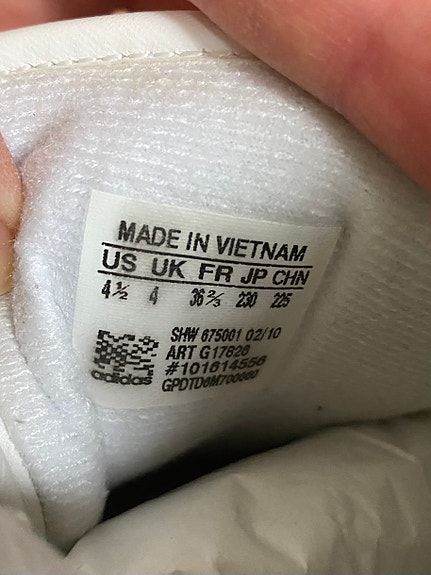 MADE IN VIETNAM
US UK FR JP CHN
4½ 4 36⅔ 230 225
SHW 675001 02/10
ART G17626
#101614556
adidas